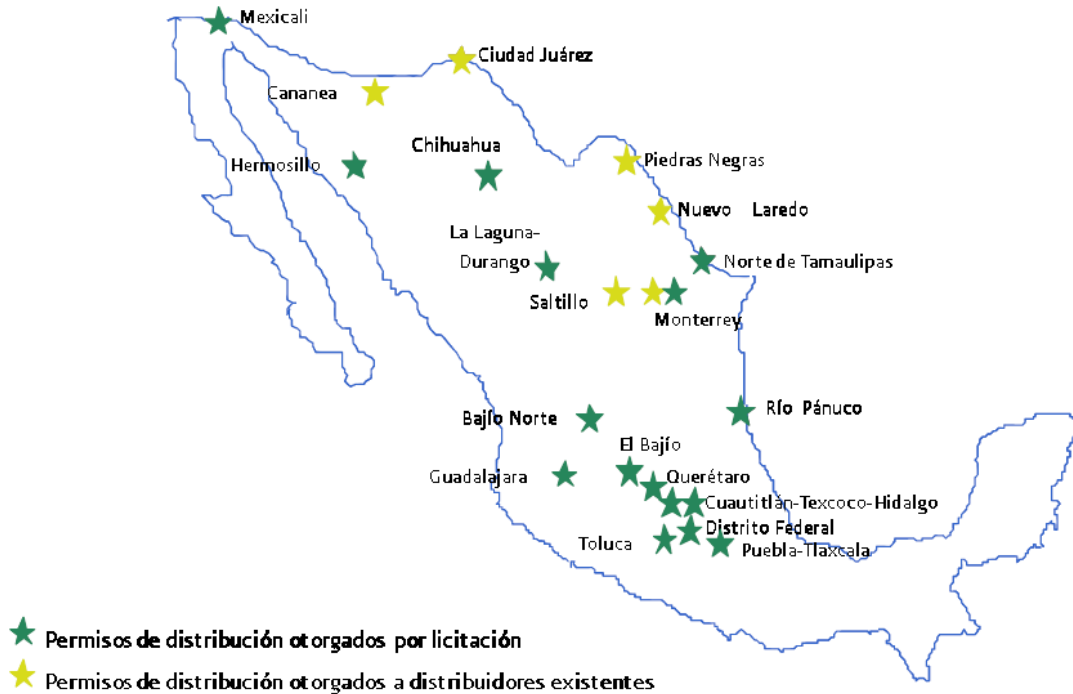 Mexicali
Ciudad Juárez
Cananea
Chihuahua
Hermosillo
Piedras Negras
Nuevo Laredo
La Laguna-
Durango
Norte de Tamaulipas
Saltillo
Monterrey
Bajío Norte
Río Pánuco
El Bajío
Guadalajara
Querétaro
Cuautitlán-Texcoco-Hidalgo
Distrito Federal
Toluca
Puebla-Tlaxcala
Permisos de distribución otorgados por licitación
Permisos de distribución otorgados a distribuidores existentes